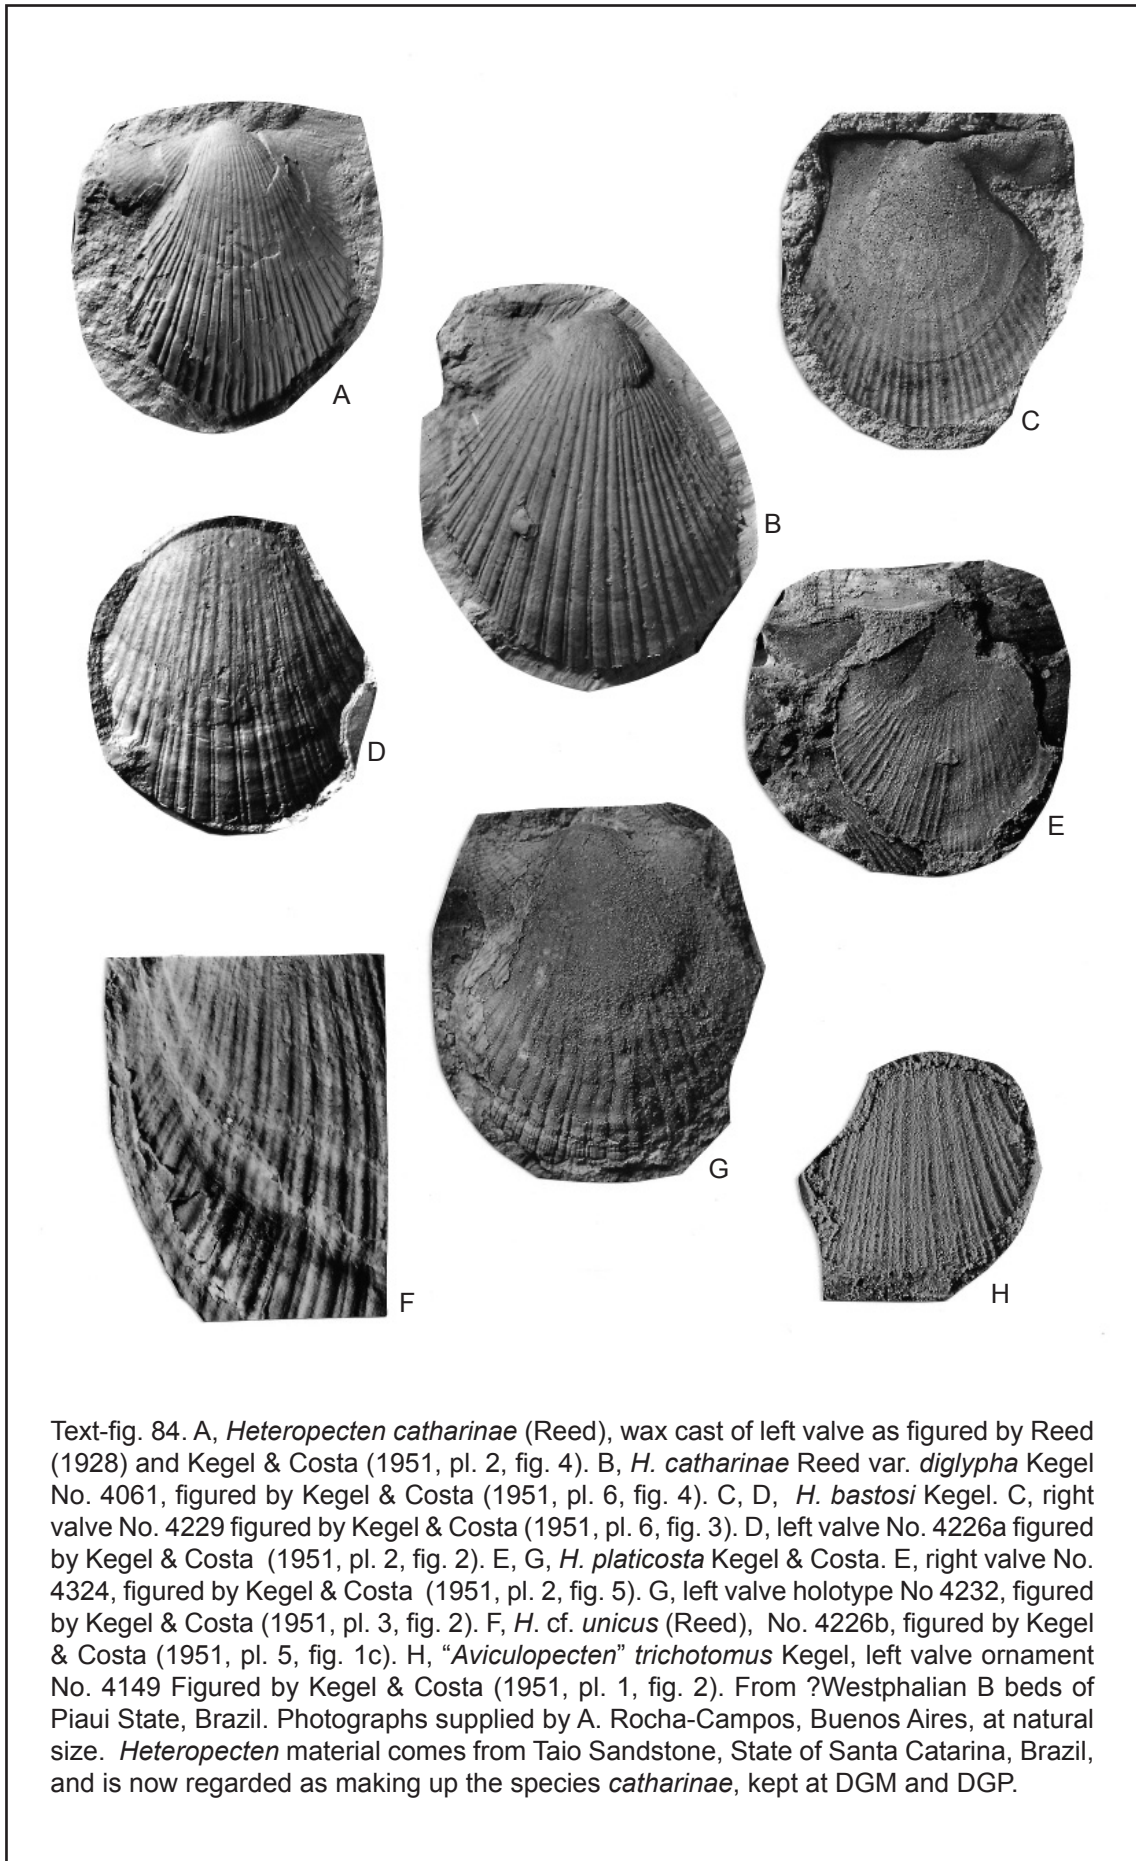 A
C
B
D
E
G
F
H
Text-fig. 84. A, Heteropecten catharinae (Reed), wax cast of left valve as figured by Reed
(1928) and Kegel & Costa (1951, pl. 2, fig. 4). B, H. catharinae Reed var. diglypha Kegel
No. 4061, figured by Kegel & Costa (1951, pl. 6, fig. 4). C, D, H. bastosi Kegel. C, right
valve No. 4229 figured by Kegel & Costa (1951, pl. 6, fig. 3). D, left valve No. 4226a figured
by Kegel & Costa (1951, pl. 2, fig. 2). E, G, H. platicosta Kegel & Costa. E, right valve No.
4324, figured by Kegel & Costa (1951, pl. 2, fig. 5). G, left valve holotype No 4232, figured
by Kegel & Costa (1951, pl. 3, fig. 2). F, H. cf. unicus (Reed), No. 4226b, figured by Kegel
& Costa (1951, pl. 5, fig. 1c). H, “Aviculopecten” trichotomus Kegel, left valve ornament
No. 4149 Figured by Kegel & Costa (1951, pl. 1, fig. 2). From ?Westphalian B beds of
Piaui State, Brazil. Photographs supplied by A. Rocha-Campos, Buenos Aires, at natural
size. Heteropecten material comes from Taio Sandstone, State of Santa Catarina, Brazil,
and is now regarded as making up the species catharinae, kept at DGM and DGP.